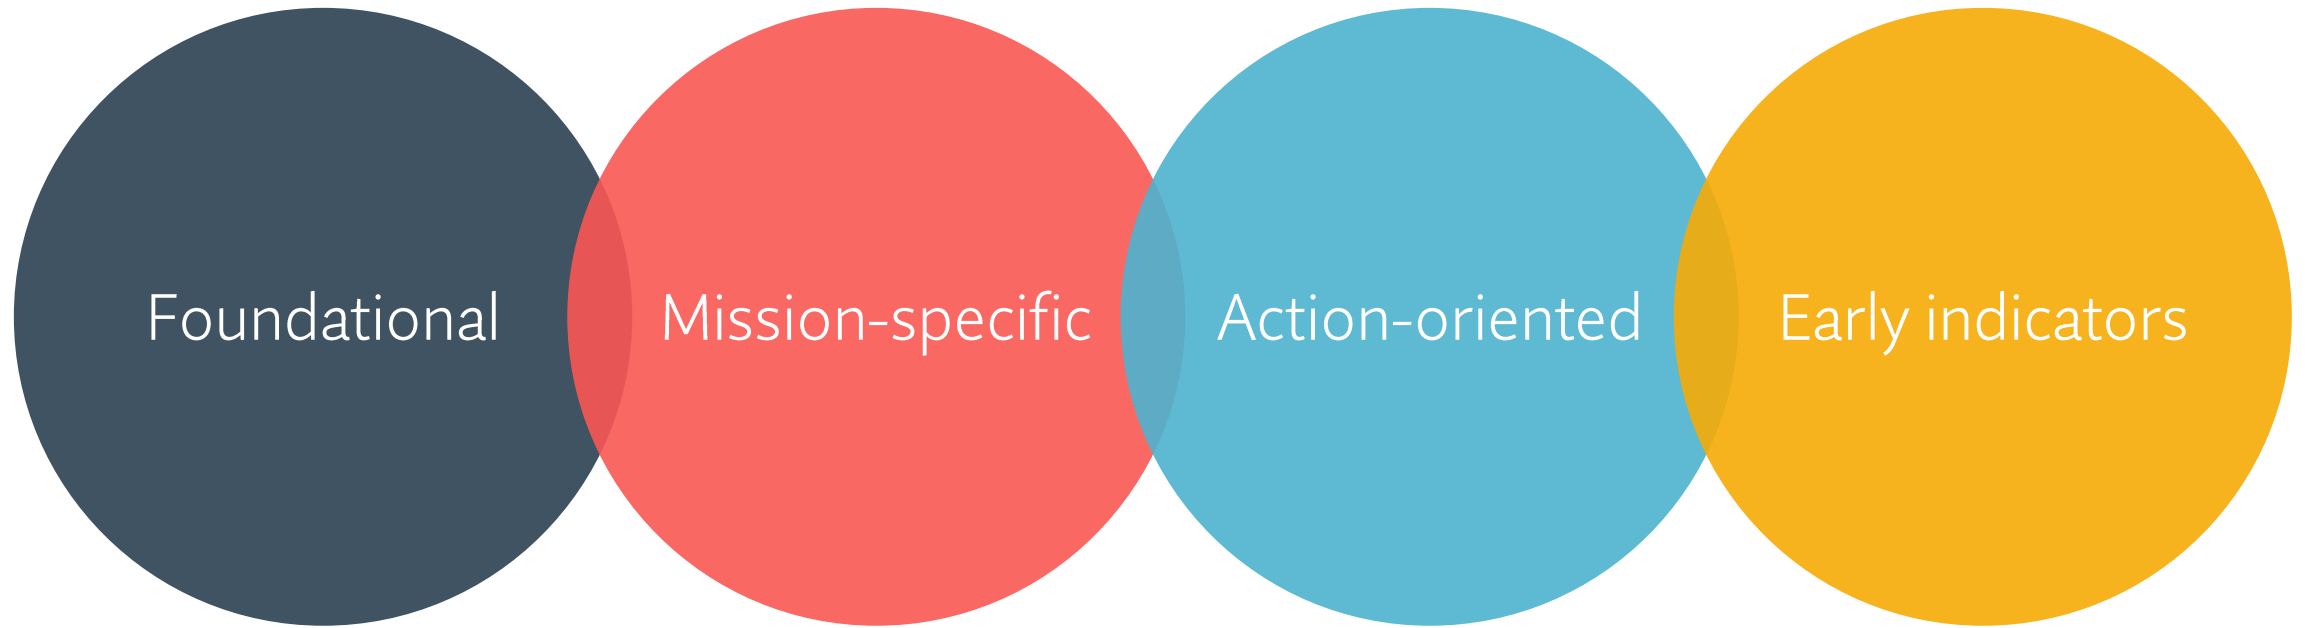 Foundational
Mission-specific
Action-oriented
Early indicators